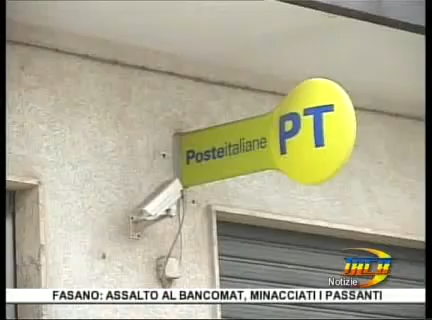 Posteitaliane
PT
Notizie
FASANO: ASSALTO AL BANCOMAT, MINACCIATI I PASSANTI